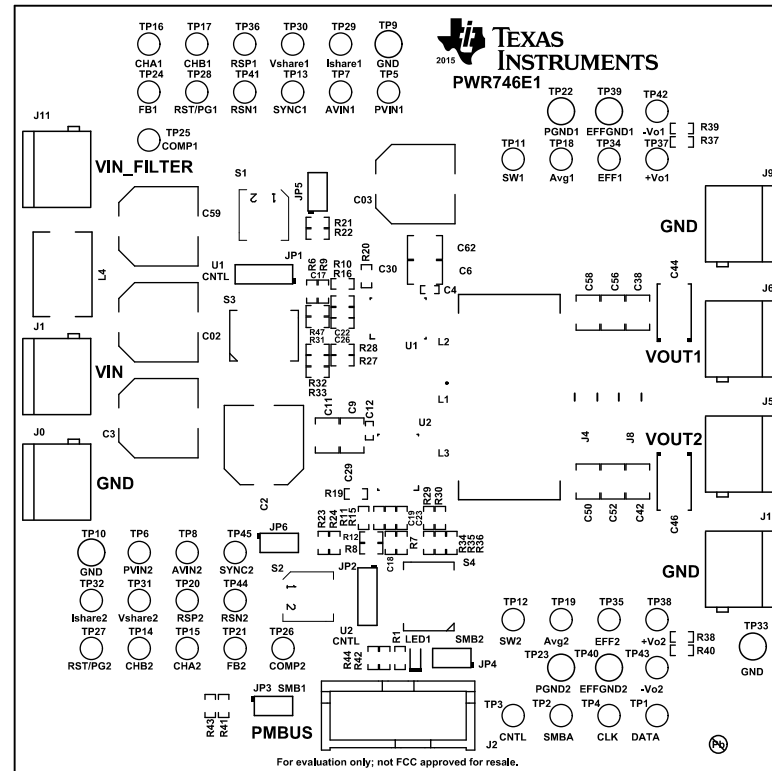 TP16 TP17 TP36 TP30 TP29 TP9
CHA1 CHB1 RSP1 Vshare1 Ishare1 GND
2015 TEXAS INSTRUMENTS
PWR746E1
TP24 TP28 TP41 TP13 TP7 TP5
FB1 RST/PG1 RSN1 SYNC1 AVIN1 PVIN1
TP22 TP39 TP42
PGND1 EFFGND1 -Vo1
R39
R37
J11
TP25
COMP1
VIN_FILTER
TP11 TP18 TP34 TP37
SW1 Avg1 EFF1 +Vo1
S1
2 1
JP5
C03
J9
GND
C59
R21
R22
L4
U1
CNTL
JP1
R6
R9
C17
R10
R16
R20
C30
C62
C6
C4
C58 C56 C38 C44
J6
S3
J1
VIN
C02
R47
R31
C22
C26
U1
L2
R28
R27
VOUT1
R32
R33
L1
J0
GND
C3
C11 C9 C12
U2
L3
J4 J8
VOUT2
J5
C2
C29
R19
R29
R30
C50 C52 C42 C46
R23
R24
R11
R15
C19
C23
J1
TP10 TP6 TP8 TP45
GND PVIN2 AVIN2 SYNC2
JP6
R12
R8
C18
R7
R34
R35
R36
GND
TP32 TP31 TP20 TP44
Ishare2 Vshare2 RSP2 RSN2
S2
1 2
JP2
S4
TP12 TP19 TP35 TP38
SW2 Avg2 EFF2 +Vo2
TP27 TP14 TP15 TP21 TP26
RST/PG2 CHB2 CHA2 FB2 COMP2
U2
CNTL
R44
R42
R1
LED1
SMB2
JP4
R38
R40
TP33
GND
TP23 TP40 TP43
PGND2 EFFGND2 -Vo2
JP3 SMB1
R43
R41
PMBUS
J2
TP3 TP2 TP4 TP1
CNTL SMBA CLK DATA
Pb
For evaluation only; not FCC approved for resale.